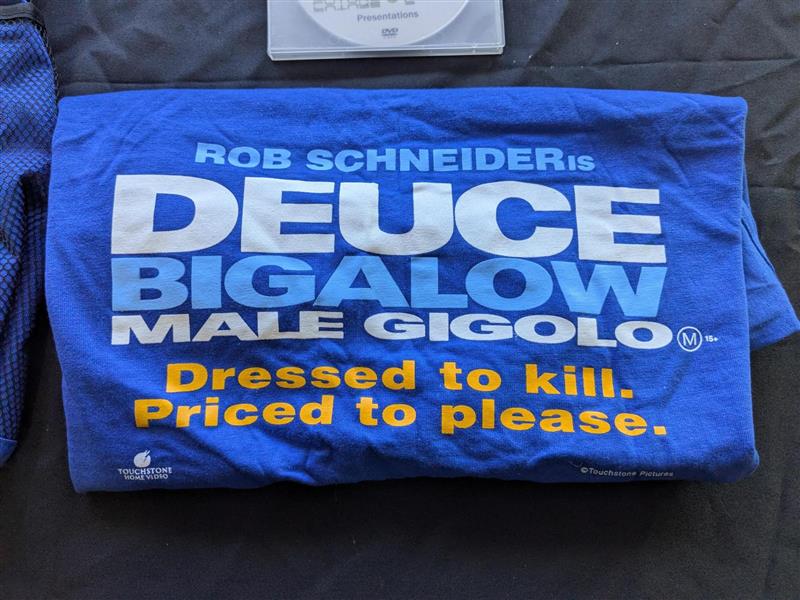 Presentations
DVD
ROB SCHNEIDER IS
DEUCE
BIGALOW
MALE GIGOLO M 15+
Dressed to kill.
Priced to please.
TOUCHSTONE
HOME VIDEO
©Touchstone Pictures